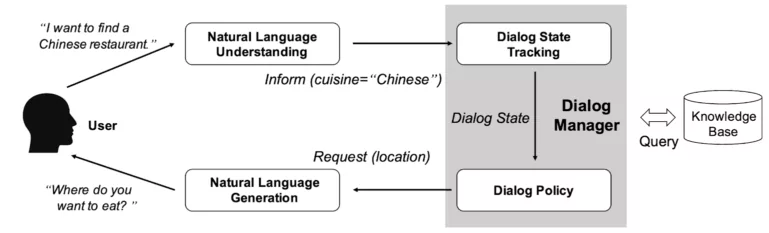 “I want to find a
Chinese restaurant.”
Natural Language
Understanding
Dialog State
Tracking
Inform (cuisine=“Chinese”)
User
Dialog State
Dialog
Manager
Query
Knowledge
Base
Request (location)
“Where do you
want to eat? ”
Natural Language
Generation
Dialog Policy